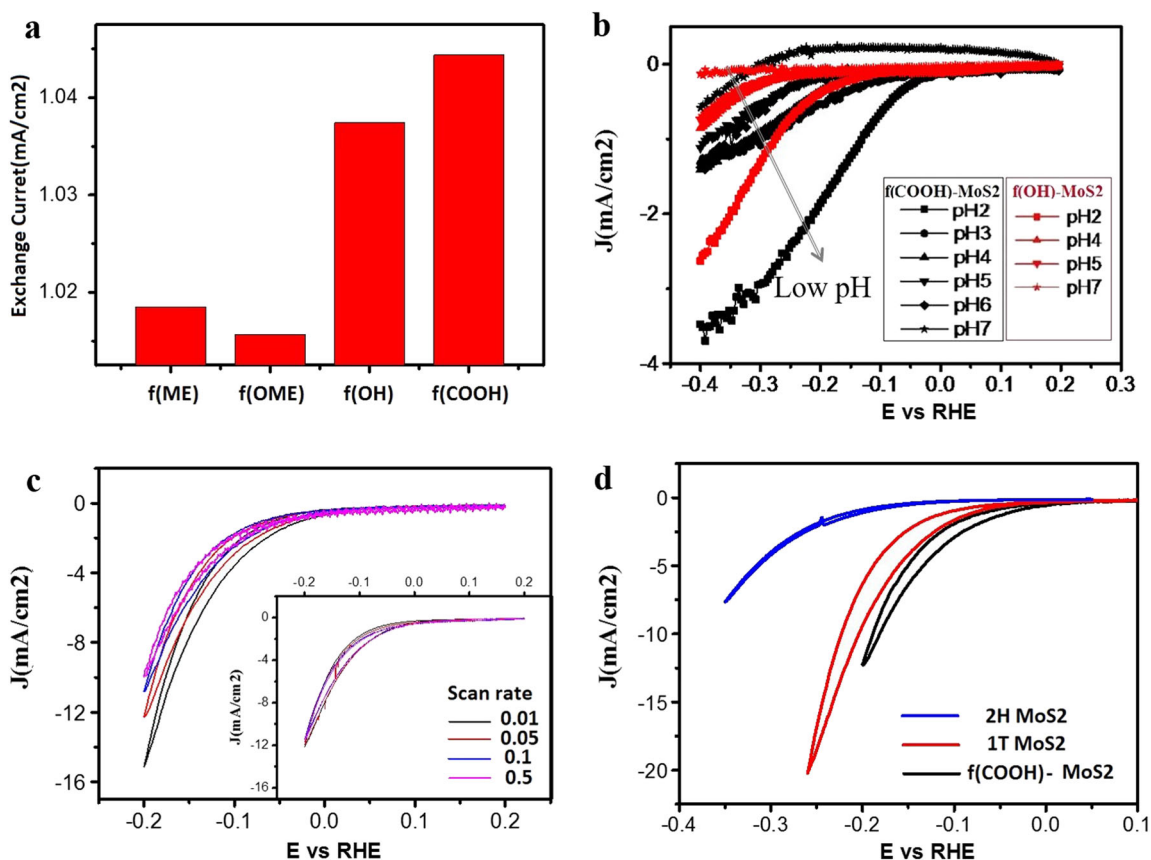 a
Exchange Curret(mA/cm2)
1.04
1.03
1.02
f(ME) f(OME) f(OH) f(COOH)
b
J(mA/cm2)
0
-2
-4
-0.4 -0.3 -0.2 -0.1 0.0 0.1 0.2 0.3
E vs RHE
Low pH
f(COOH)-MoS2
pH2
pH3
pH4
pH5
pH6
pH7
f(OH)-MoS2
pH2
pH4
pH5
pH7
c
J(mA/cm2)
0
-4
-8
-12
-16
-0.2 -0.1 0.0 0.1 0.2
E vs RHE
-0.2 -0.1 0.0 0.1 0.2
J(mA/cm2)
0
-4
-8
-12
-16
Scan rate
0.01
0.05
0.1
0.5
d
J(mA/cm2)
0
-5
-10
-15
-20
-0.4 -0.3 -0.2 -0.1 0.0 0.1
E vs RHE
2H MoS2
1T MoS2
f(COOH)- MoS2